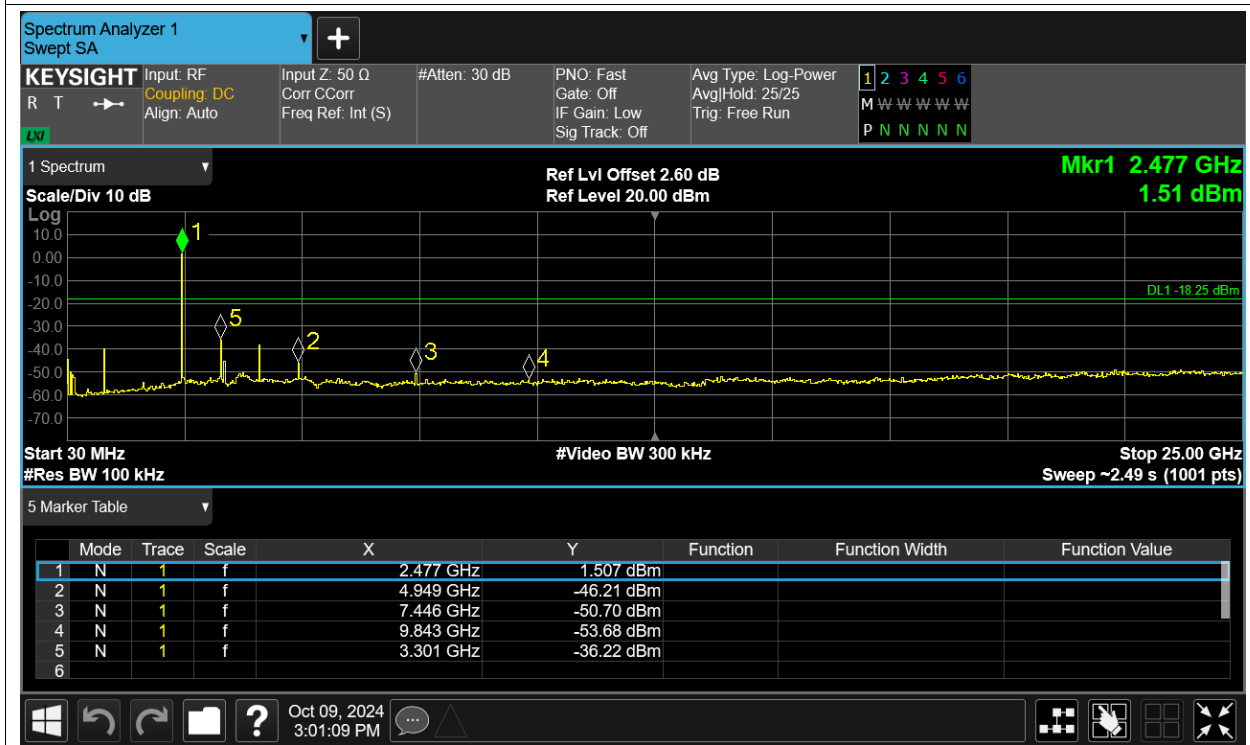 Spectrum Analyzer 1
Swept SA
KEYSIGHT
R T
LXI
Input: RF
Coupling: DC
Align: Auto
Input Z: 50 Ω
Corr CCorr
Freq Ref: Int (S)
#Atten: 30 dB
PNO: Fast
Gate: Off
IF Gain: Low
Sig Track: Off
Avg Type: Log-Power
Avg|Hold: 25/25
Trig: Free Run
1 2 3 4 5 6
M W W W W W
P N N N N N
1 Spectrum
Scale/Div 10 dB
Ref Lvl Offset 2.60 dB
Ref Level 20.00 dBm
Mkr1 2.477 GHz
1.51 dBm
Log
10.0
0.00
-10.0
-20.0
-30.0
-40.0
-50.0
-60.0
-70.0
1
5
2
3
4
DL1 -18.25 dBm
Start 30 MHz
#Res BW 100 kHz
#Video BW 300 kHz
Stop 25.00 GHz
Sweep ~2.49 s (1001 pts)
5 Marker Table
Mode Trace Scale X Y Function Function Width Function Value
1 N 1 f 2.477 GHz 1.507 dBm
2 N 1 f 4.949 GHz -46.21 dBm
3 N 1 f 7.446 GHz -50.70 dBm
4 N 1 f 9.843 GHz -53.68 dBm
5 N 1 f 3.301 GHz -36.22 dBm
6
?
Oct 09, 2024
3:01:09 PM